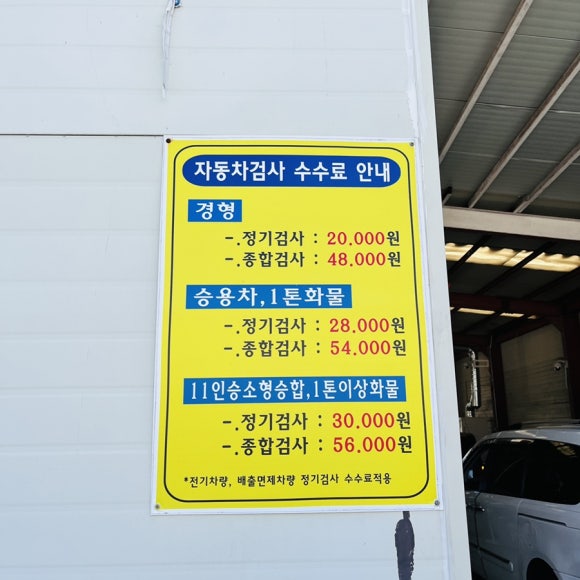 자동차검사 수수료 안내
경형
-.정기검사 : 20.000원
-.종합검사 : 48.000원
승용차,1톤화물
-.정기검사 : 28.000원
-.종합검사 : 54.000원
11인승소형승합,1톤이상화물
-.정기검사 : 30.000원
-.종합검사 : 56.000원
*전기차량, 배출면제차량 정기검사 수수료적용